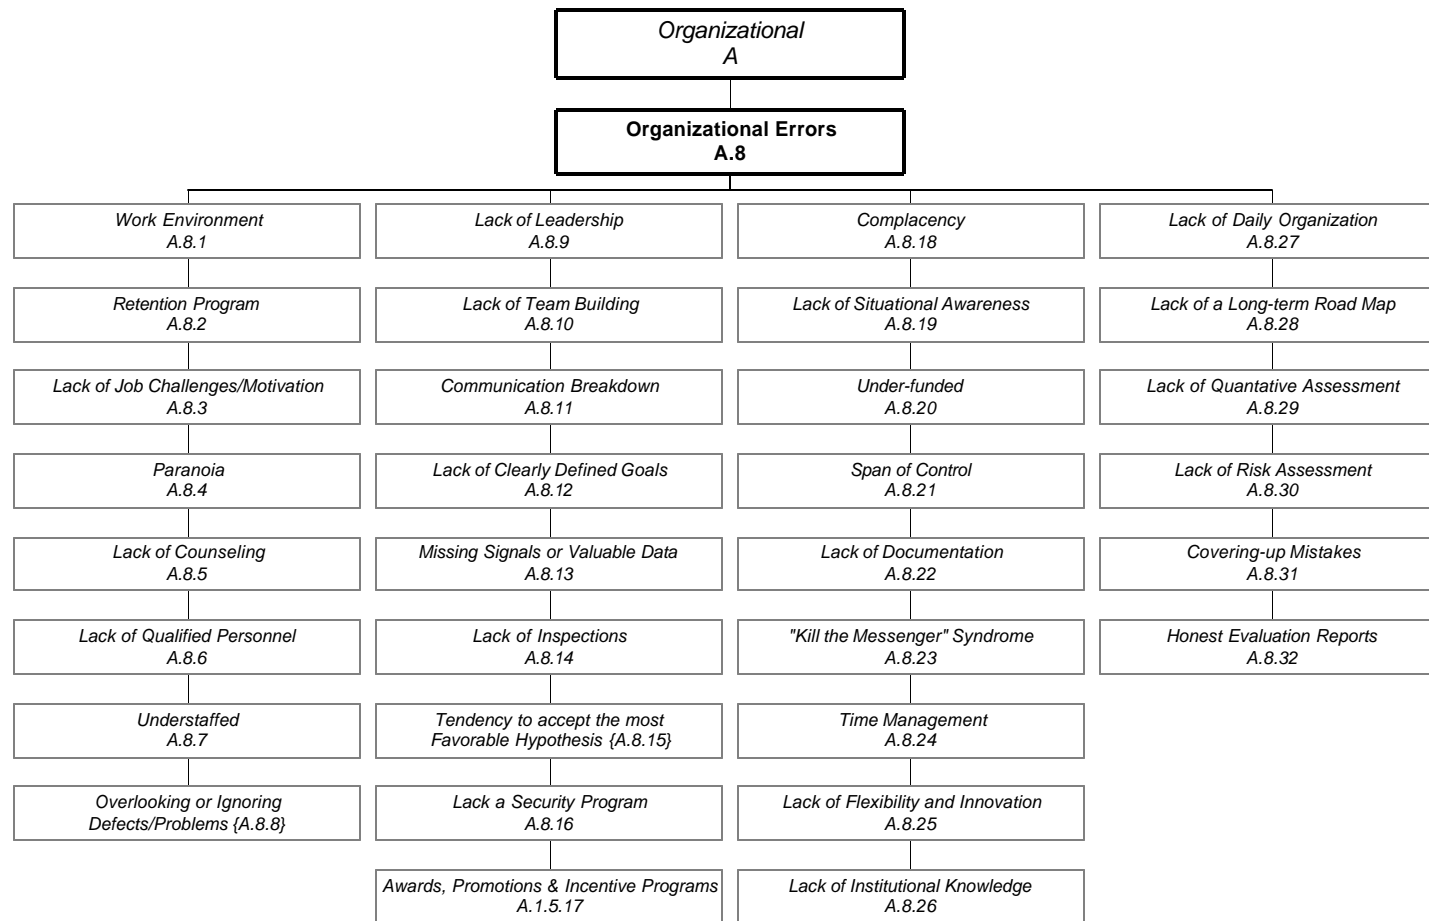 Organizational
A
Organizational Errors
A.8
Work Environment
A.8.1
Retention Program
A.8.2
Lack of Job Challenges/Motivation
A.8.3
Paranoia
A.8.4
Lack of Counseling
A.8.5
Lack of Qualified Personnel
A.8.6
Understaffed
A.8.7
Overlooking or Ignoring
Defects/Problems {A.8.8}
Lack of Leadership
A.8.9
Lack of Team Building
A.8.10
Communication Breakdown
A.8.11
Lack of Clearly Defined Goals
A.8.12
Missing Signals or Valuable Data
A.8.13
Lack of Inspections
A.8.14
Tendency to accept the most
Favorable Hypothesis {A.8.15}
Lack a Security Program
A.8.16
Awards, Promotions & Incentive Programs
A.1.5.17
Complacency
A.8.18
Lack of Situational Awareness
A.8.19
Under-funded
A.8.20
Span of Control
A.8.21
Lack of Documentation
A.8.22
"Kill the Messenger" Syndrome
A.8.23
Time Management
A.8.24
Lack of Flexibility and Innovation
A.8.25
Lack of Institutional Knowledge
A.8.26
Lack of Daily Organization
A.8.27
Lack of a Long-term Road Map
A.8.28
Lack of Quantative Assessment
A.8.29
Lack of Risk Assessment
A.8.30
Covering-up Mistakes
A.8.31
Honest Evaluation Reports
A.8.32